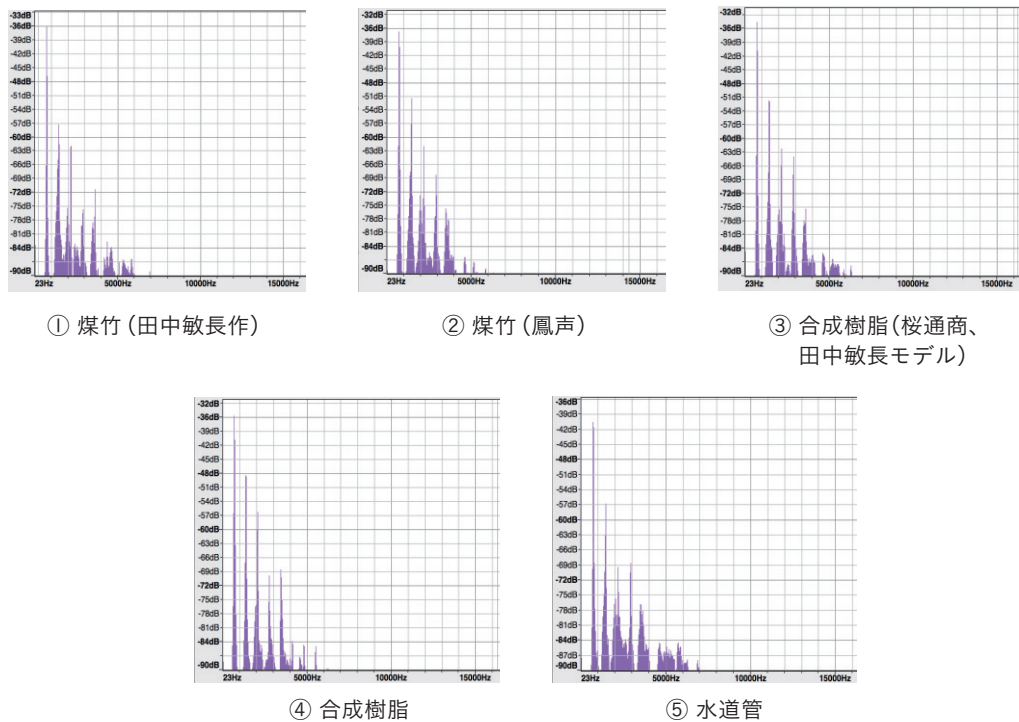 -33dB
-36dB
-39dB
-42dB
-45dB
-48dB
-51dB
-54dB
-57dB
-60dB
-63dB
-66dB
-69dB
-72dB
-75dB
-78dB
-81dB
-84dB
-90dB
23Hz 5000Hz 10000Hz 15000Hz
① 煤竹（田中敏長作）
-32dB
-36dB
-39dB
-42dB
-45dB
-48dB
-51dB
-54dB
-57dB
-60dB
-63dB
-66dB
-69dB
-72dB
-75dB
-78dB
-81dB
-84dB
-90dB
23Hz 5000Hz 10000Hz 15000Hz
② 煤竹（鳳声）
-32dB
-36dB
-39dB
-42dB
-45dB
-48dB
-51dB
-54dB
-57dB
-60dB
-63dB
-66dB
-69dB
-72dB
-75dB
-78dB
-81dB
-84dB
-90dB
23Hz 5000Hz 10000Hz 15000Hz
③ 合成樹脂（桜通商、
田中敏長モデル）
-32dB
-36dB
-39dB
-42dB
-45dB
-48dB
-51dB
-54dB
-57dB
-60dB
-63dB
-66dB
-69dB
-72dB
-75dB
-78dB
-81dB
-84dB
-90dB
23Hz 5000Hz 10000Hz 15000Hz
④ 合成樹脂
-36dB
-39dB
-42dB
-45dB
-48dB
-51dB
-54dB
-57dB
-60dB
-63dB
-66dB
-69dB
-72dB
-75dB
-78dB
-81dB
-84dB
-87dB
-90dB
23Hz 5000Hz 10000Hz 15000Hz
⑤ 水道管